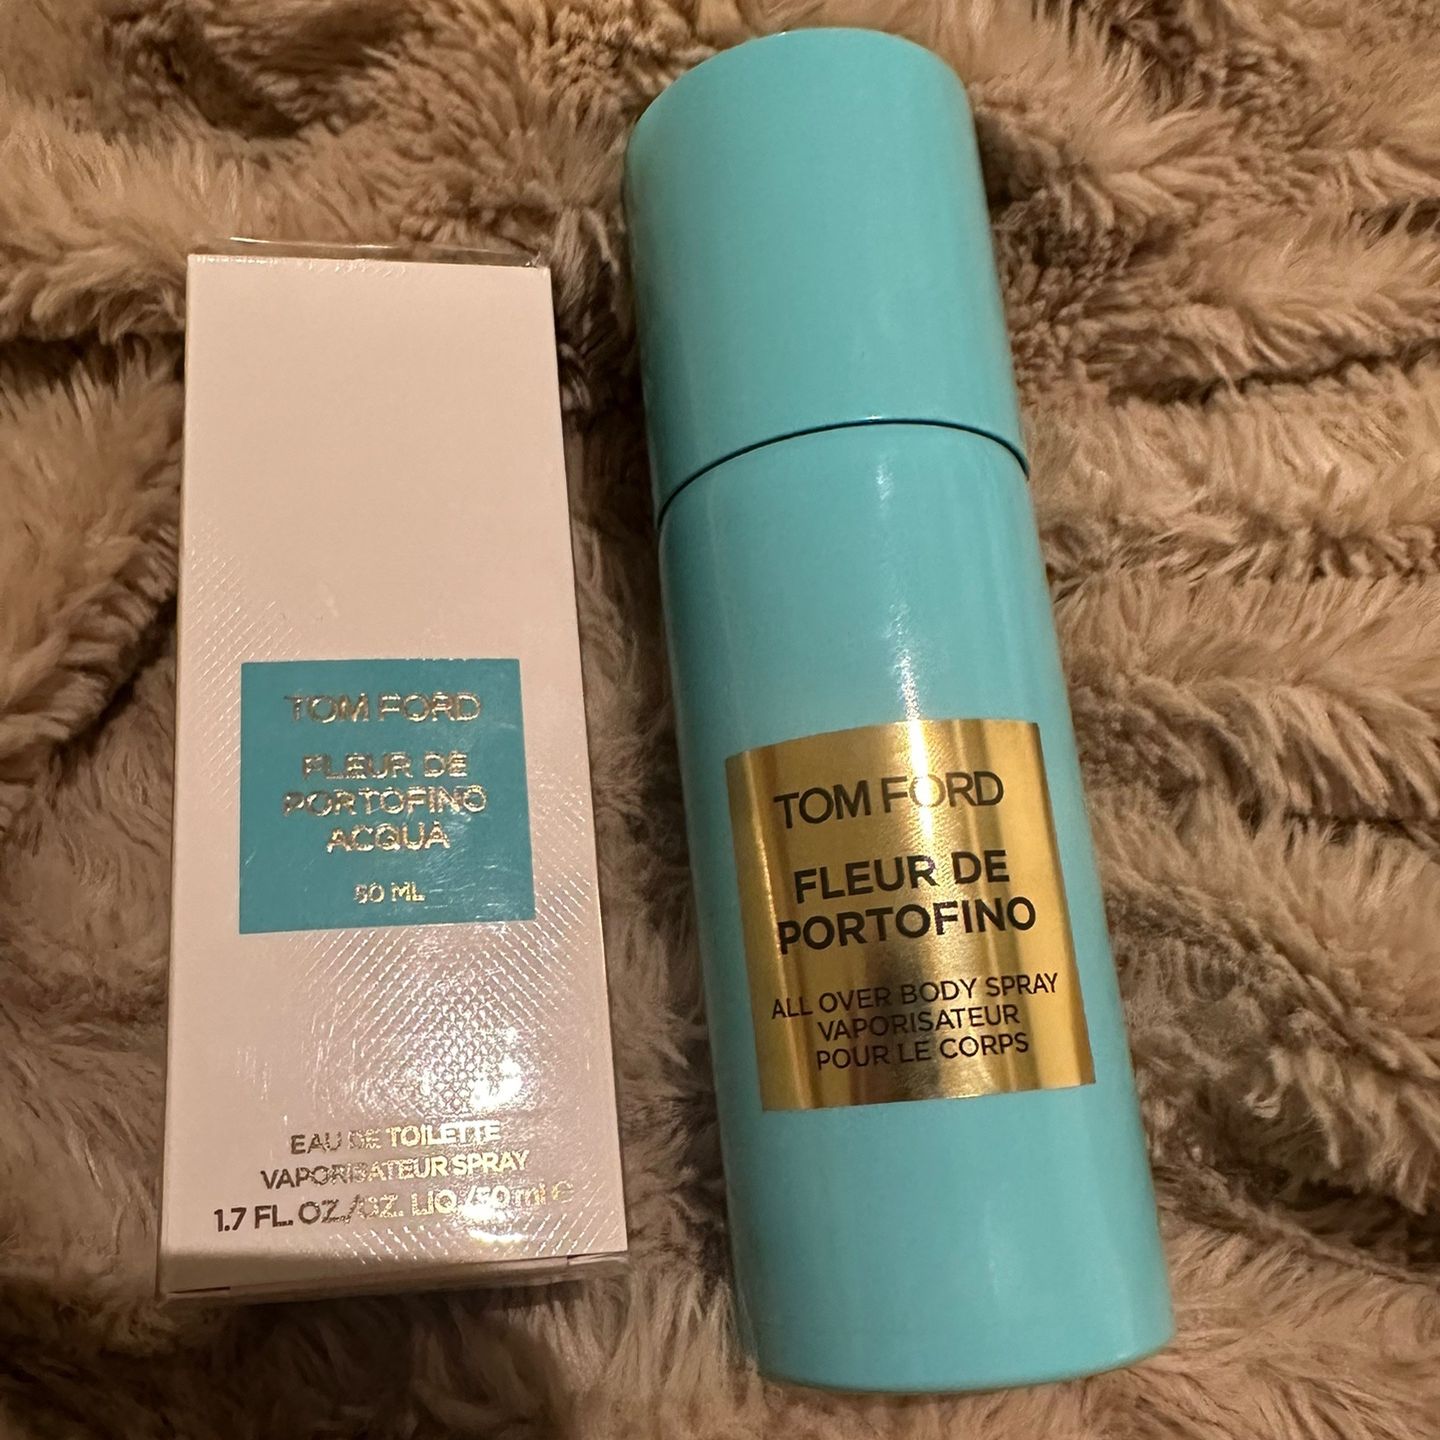 TOM FORD
FLEUR DE
PORTOFINO
ACQUA
50 ML
EAU DE TOILETTE
VAPORISATEUR SPRAY
1.7 FL. OZ./OZ. LIQ./50 ml ℮
TOM FORD
FLEUR DE
PORTOFINO
ALL OVER BODY SPRAY
VAPORISATEUR
POUR LE CORPS